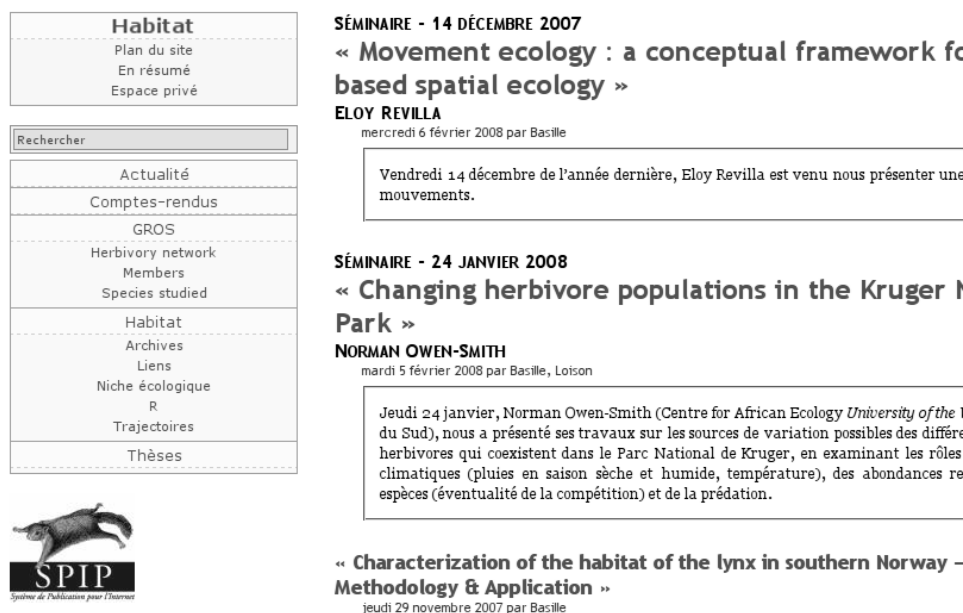 Habitat
Plan du site
En résumé
Espace privé
Rechercher
Actualité
Comptes-rendus
GROS
Herbivory network
Members
Species studied
Habitat
Archives
Liens
Niche écologique
R
Trajectoires
Thèses
SPIP
Système de Publication pour l'Internet
Séminaire - 14 décembre 2007
« Movement ecology : a conceptual framework
based spatial ecology »
Eloy Revilla
mercredi 6 février 2008 par Basille
Vendredi 14 décembre de l'année dernière, Eloy Revilla est venu nous présenter une
mouvements.
Séminaire - 24 janvier 2008
« Changing herbivore populations in the Kruger
Park »
Norman Owen-Smith
mardi 5 février 2008 par Basille, Loison
Jeudi 24 janvier, Norman Owen-Smith (Centre for African Ecology University of the
du Sud), nous a présenté ses travaux sur les sources de variation possibles des
herbivores qui coexistent dans le Parc National de Kruger, en examinant les rôles
climatiques (pluies en saison sèche et humide, température), des abondances
espèces (éventualité de la compétition) et de la prédation.
« Characterization of the habitat of the lynx in southern Norway –
Methodology & Application »
jeudi 29 novembre 2007 par Basille